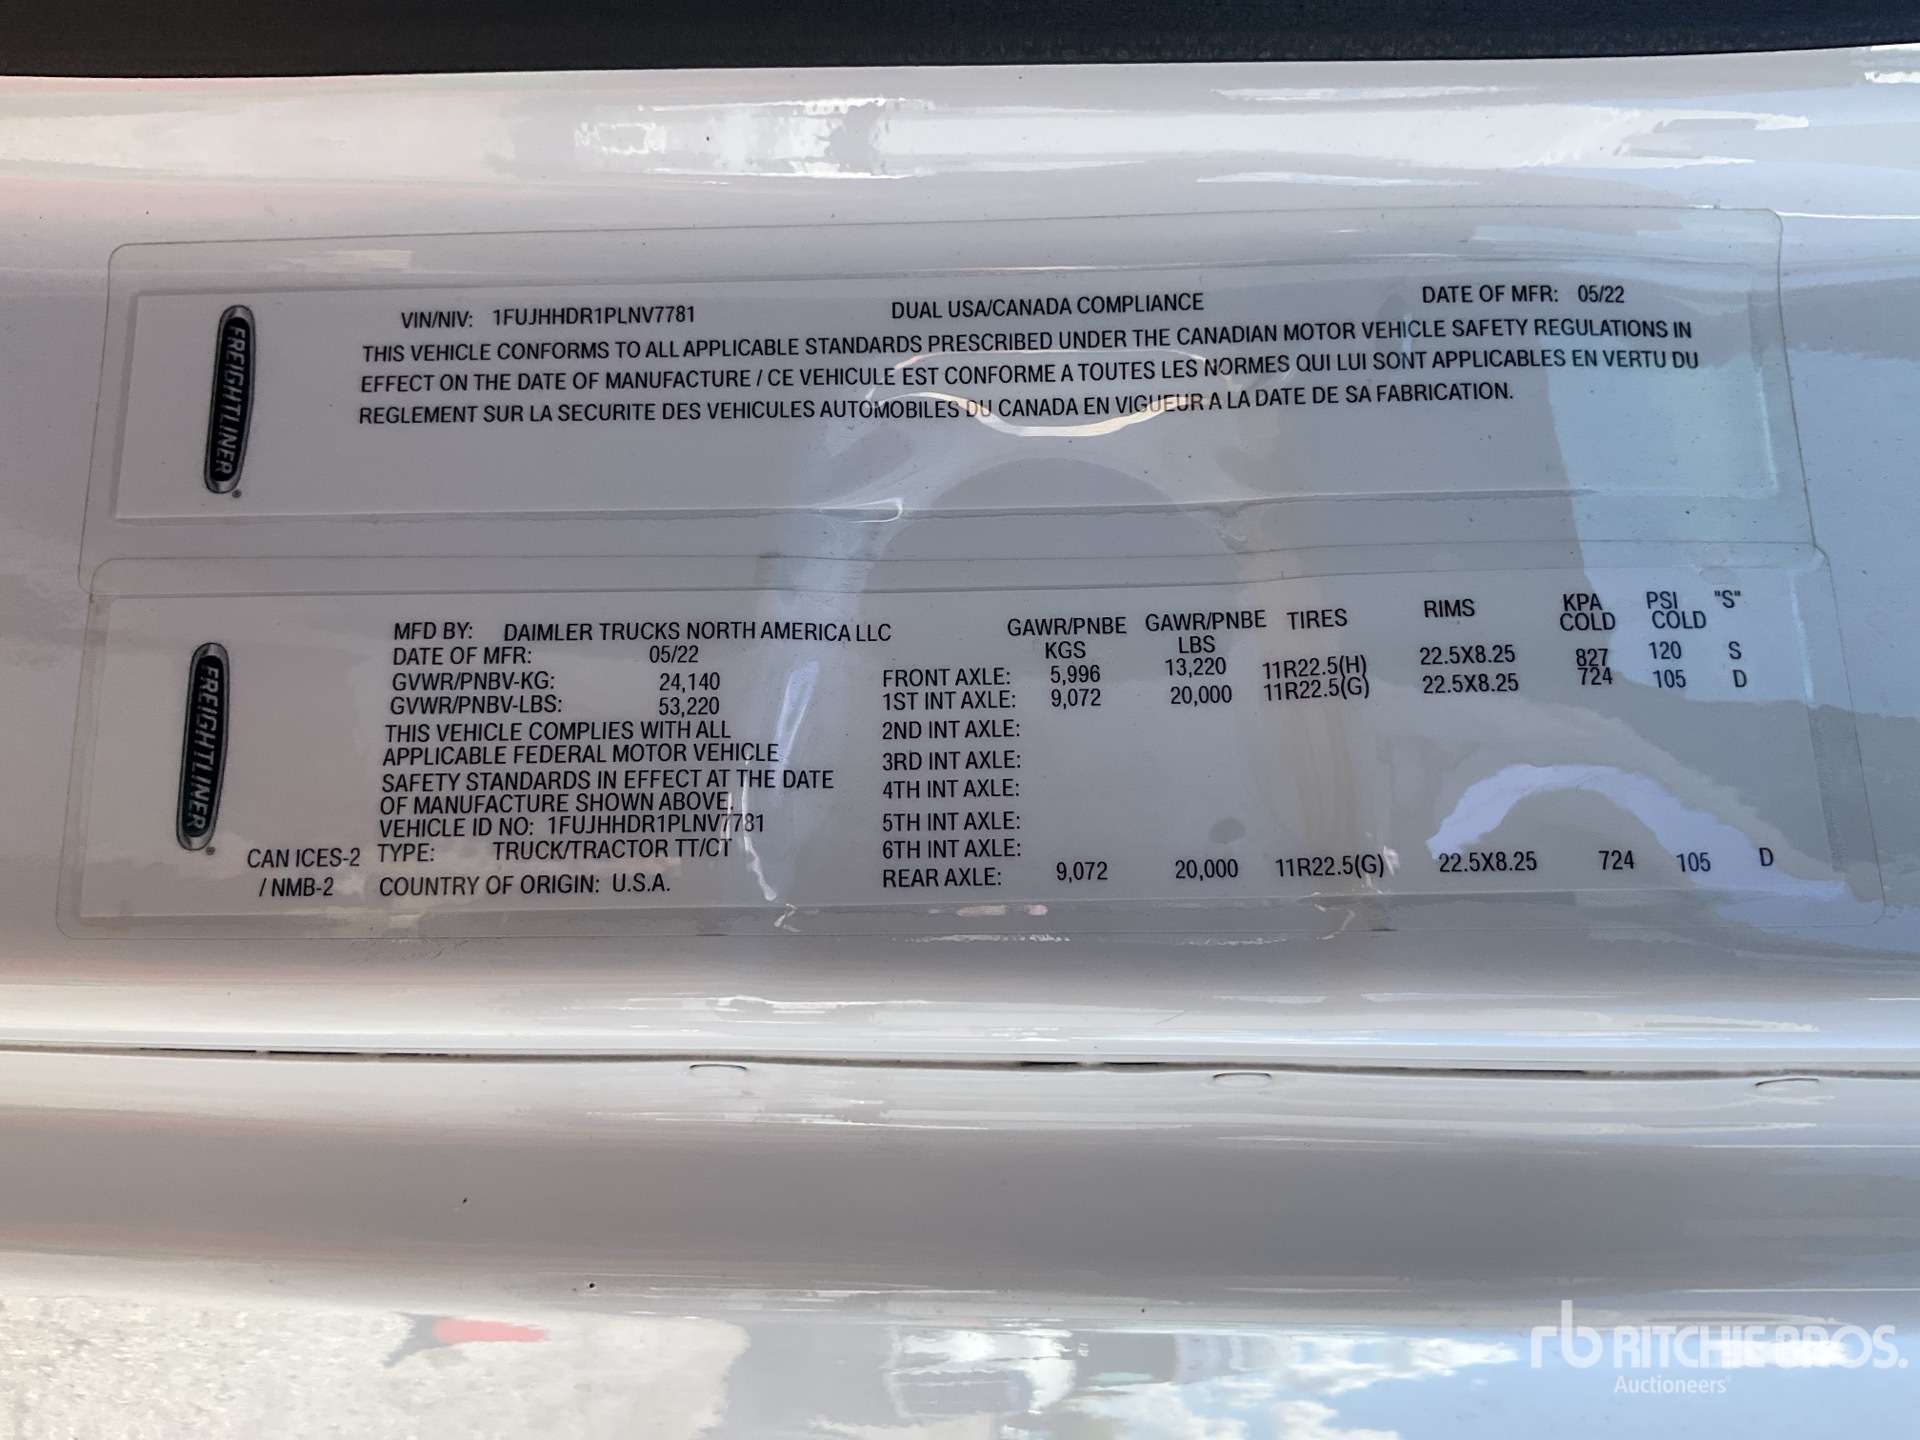 FREIGHTLINER
VIN/NIV: 1FUJHHDR1PLNV7781 DUAL USA/CANADA COMPLIANCE DATE OF MFR: 05/22
THIS VEHICLE CONFORMS TO ALL APPLICABLE STANDARDS PRESCRIBED UNDER THE CANADIAN MOTOR VEHICLE SAFETY REGULATIONS IN
EFFECT ON THE DATE OF MANUFACTURE / CE VEHICULE EST CONFORME A TOUTES LES NORMES QUI LUI SONT APPLICABLES EN VERTU DU
REGLEMENT SUR LA SECURITE DES VEHICULES AUTOMOBILES DU CANADA EN VIGUEUR A LA DATE DE SA FABRICATION.
FREIGHTLINER
CAN ICES-2
/ NMB-2
MFD BY: DAIMLER TRUCKS NORTH AMERICA LLC
DATE OF MFR: 05/22
GVWR/PNBV-KG: 24,140
GVWR/PNBV-LBS: 53,220
THIS VEHICLE COMPLIES WITH ALL
APPLICABLE FEDERAL MOTOR VEHICLE
SAFETY STANDARDS IN EFFECT AT THE DATE
OF MANUFACTURE SHOWN ABOVE.
VEHICLE ID NO: 1FUJHHDR1PLNV7781
TYPE: TRUCK/TRACTOR TT/CT
COUNTRY OF ORIGIN: U.S.A.
GAWR/PNBE GAWR/PNBE TIRES RIMS KPA PSI "S"
KGS LBS COLD COLD
FRONT AXLE: 5,996 13,220 11R22.5(H) 22.5X8.25 827 120 S
1ST INT AXLE: 9,072 20,000 11R22.5(G) 22.5X8.25 724 105 D
2ND INT AXLE:
3RD INT AXLE:
4TH INT AXLE:
5TH INT AXLE:
6TH INT AXLE:
REAR AXLE: 9,072 20,000 11R22.5(G) 22.5X8.25 724 105 D
rb RITCHIE BROS.
Auctioneers